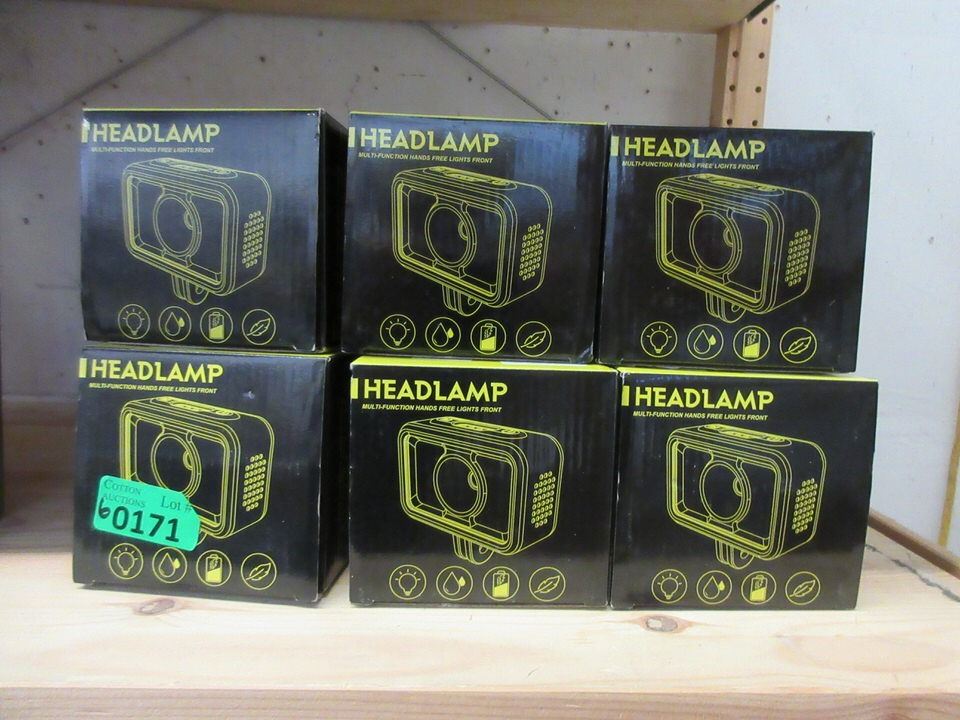 HEADLAMP
MULTI-FUNCTION HANDS FREE LIGHTS FRONT
HEADLAMP
MULTI-FUNCTION HANDS FREE LIGHTS FRONT
HEADLAMP
MULTI-FUNCTION HANDS FREE LIGHTS FRONT
HEADLAMP
MULTI-FUNCTION HANDS FREE LIGHTS FRONT
COTTON
AUCTIONS
LOT #
6 0171
HEADLAMP
MULTI-FUNCTION HANDS FREE LIGHTS FRONT
HEADLAMP
MULTI-FUNCTION HANDS FREE LIGHTS FRONT